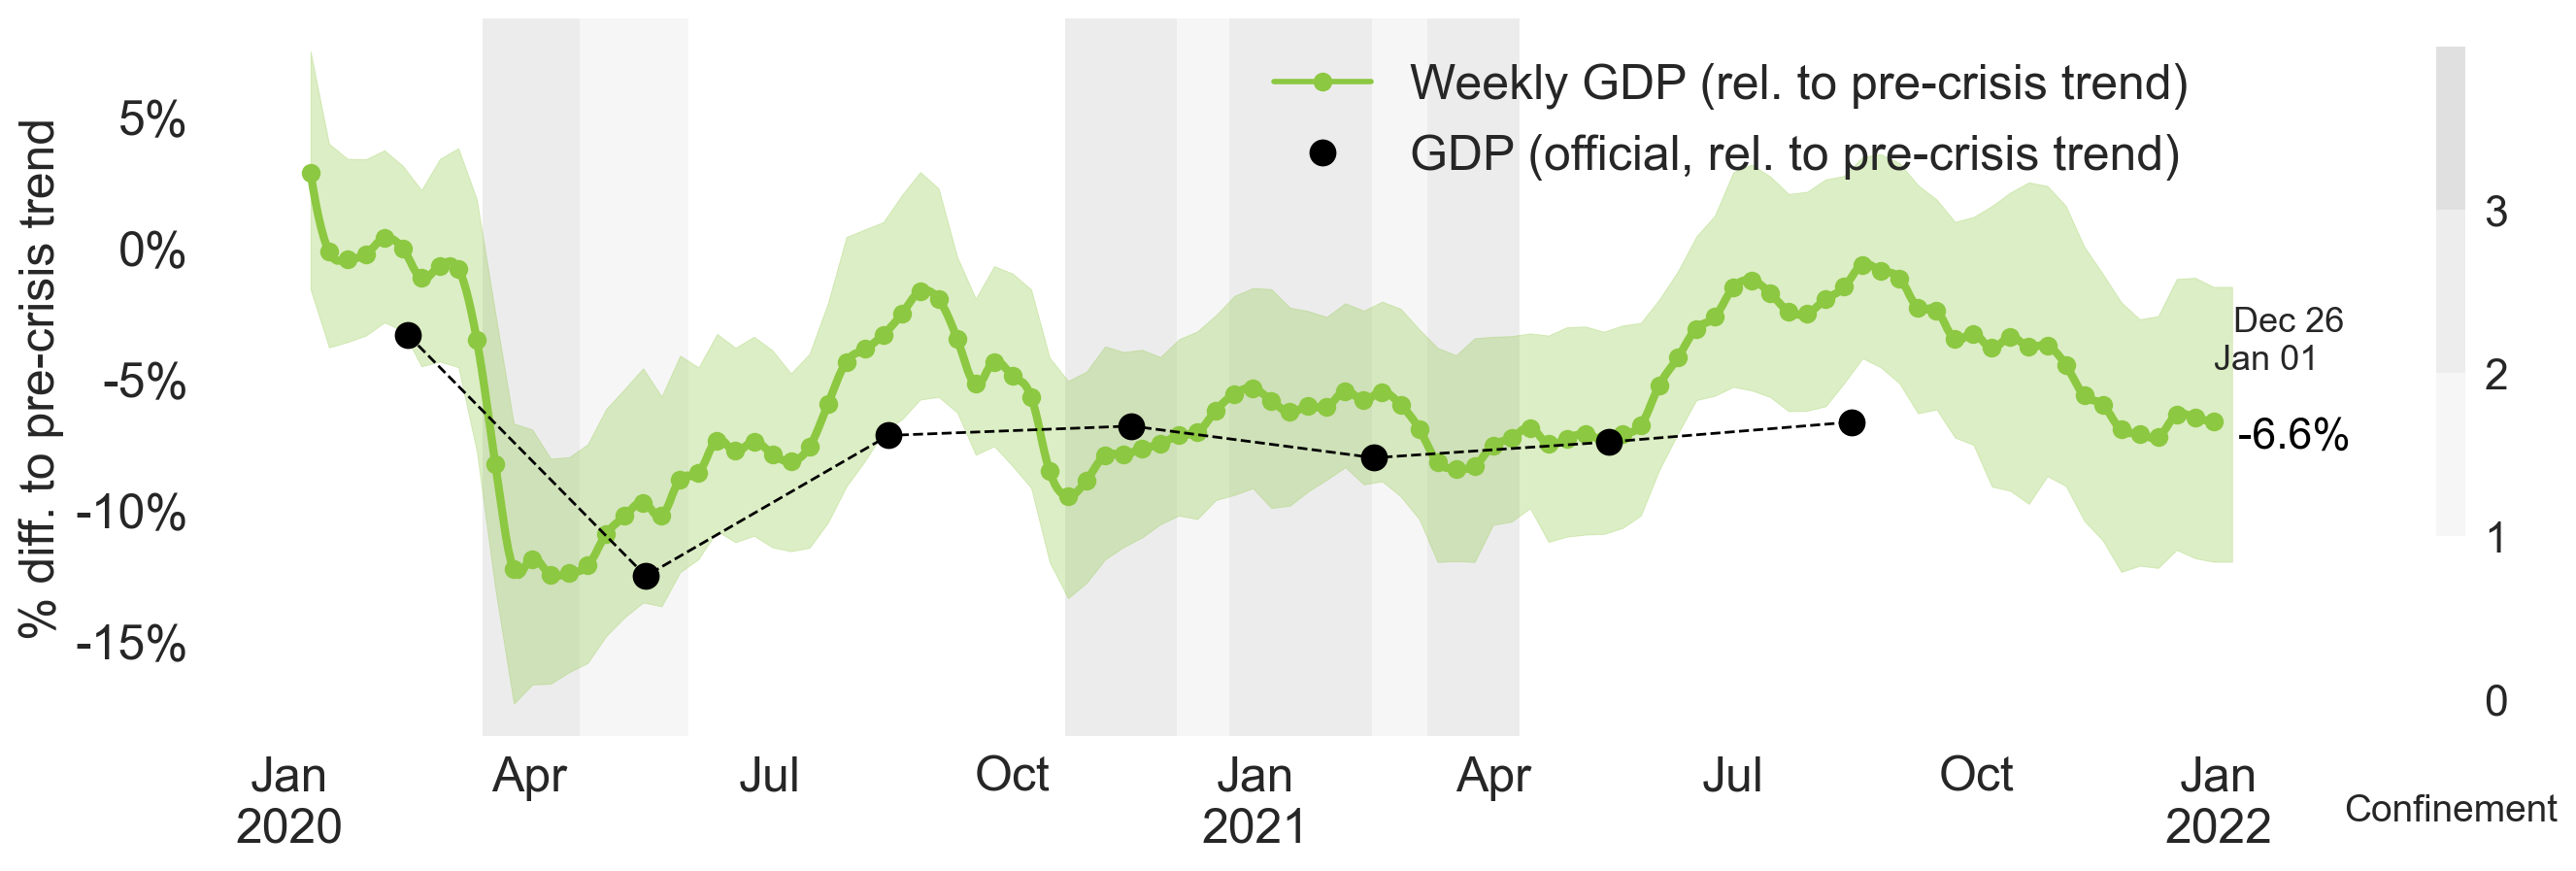 Weekly GDP (rel. to pre-crisis trend)
GDP (official, rel. to pre-crisis trend)
% diff. to pre-crisis trend
5%
0%
-5%
-10%
-15%
Dec 26
Jan 01
-6.6%
3
2
1
0
Jan Apr Jul Oct Jan Apr Jul Oct Jan
2020 2021 2022
Confinement